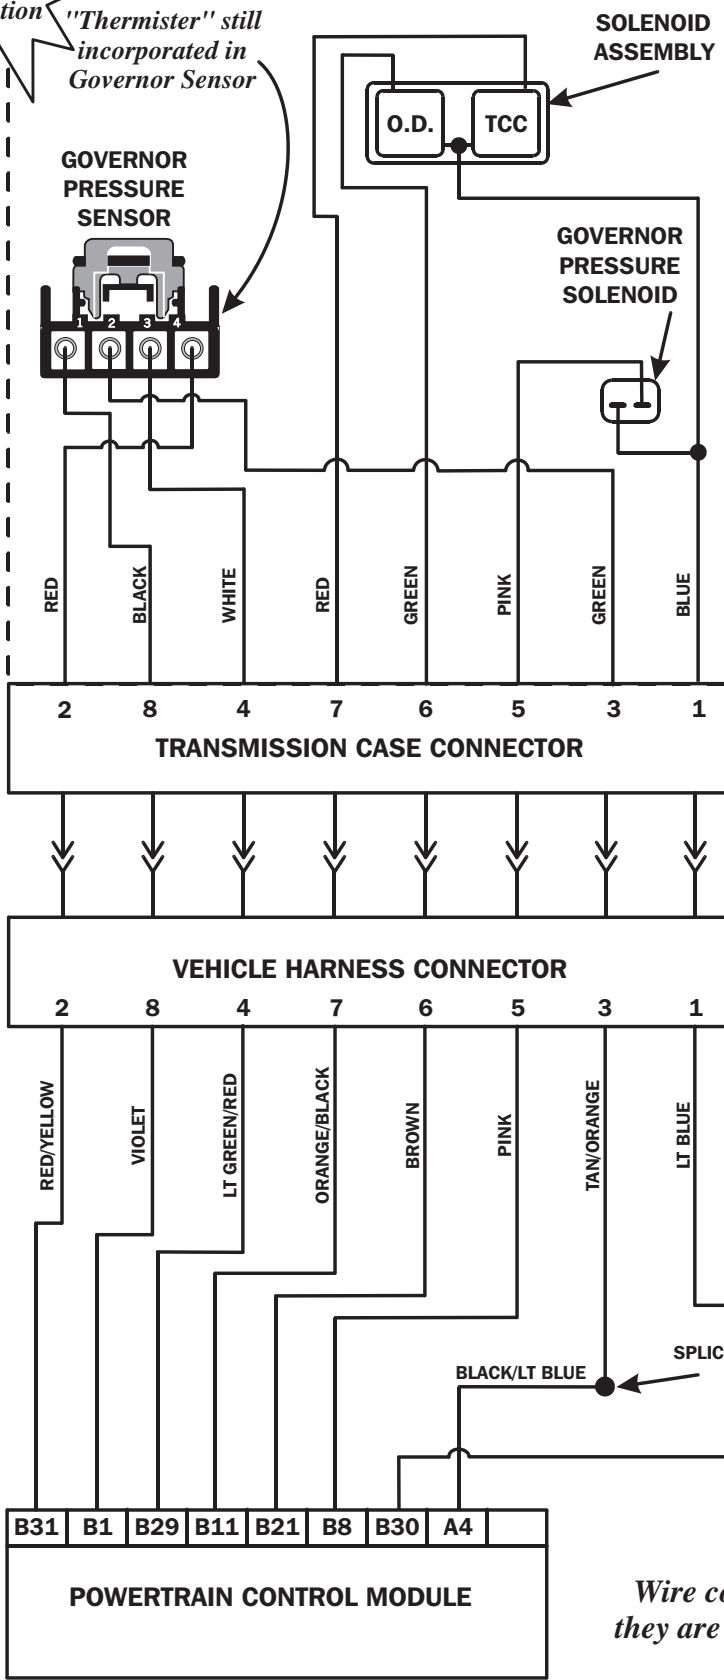 tion
"Thermister" still
incorporated in
Governor Sensor
SOLENOID
ASSEMBLY
O.D.
TCC
GOVERNOR
PRESSURE
SENSOR
GOVERNOR
PRESSURE
SOLENOID
1 2 3 4
RED
BLACK
WHITE
RED
GREEN
PINK
GREEN
BLUE
2 8 4 7 6 5 3 1
TRANSMISSION CASE CONNECTOR
VEHICLE HARNESS CONNECTOR
2 8 4 7 6 5 3 1
RED/YELLOW
VIOLET
LT GREEN/RED
ORANGE/BLACK
BROWN
PINK
TAN/ORANGE
LT BLUE
SPLIC
BLACK/LT BLUE
B31 B1 B29 B11 B21 B8 B30 A4
POWERTRAIN CONTROL MODULE
Wire co
they are